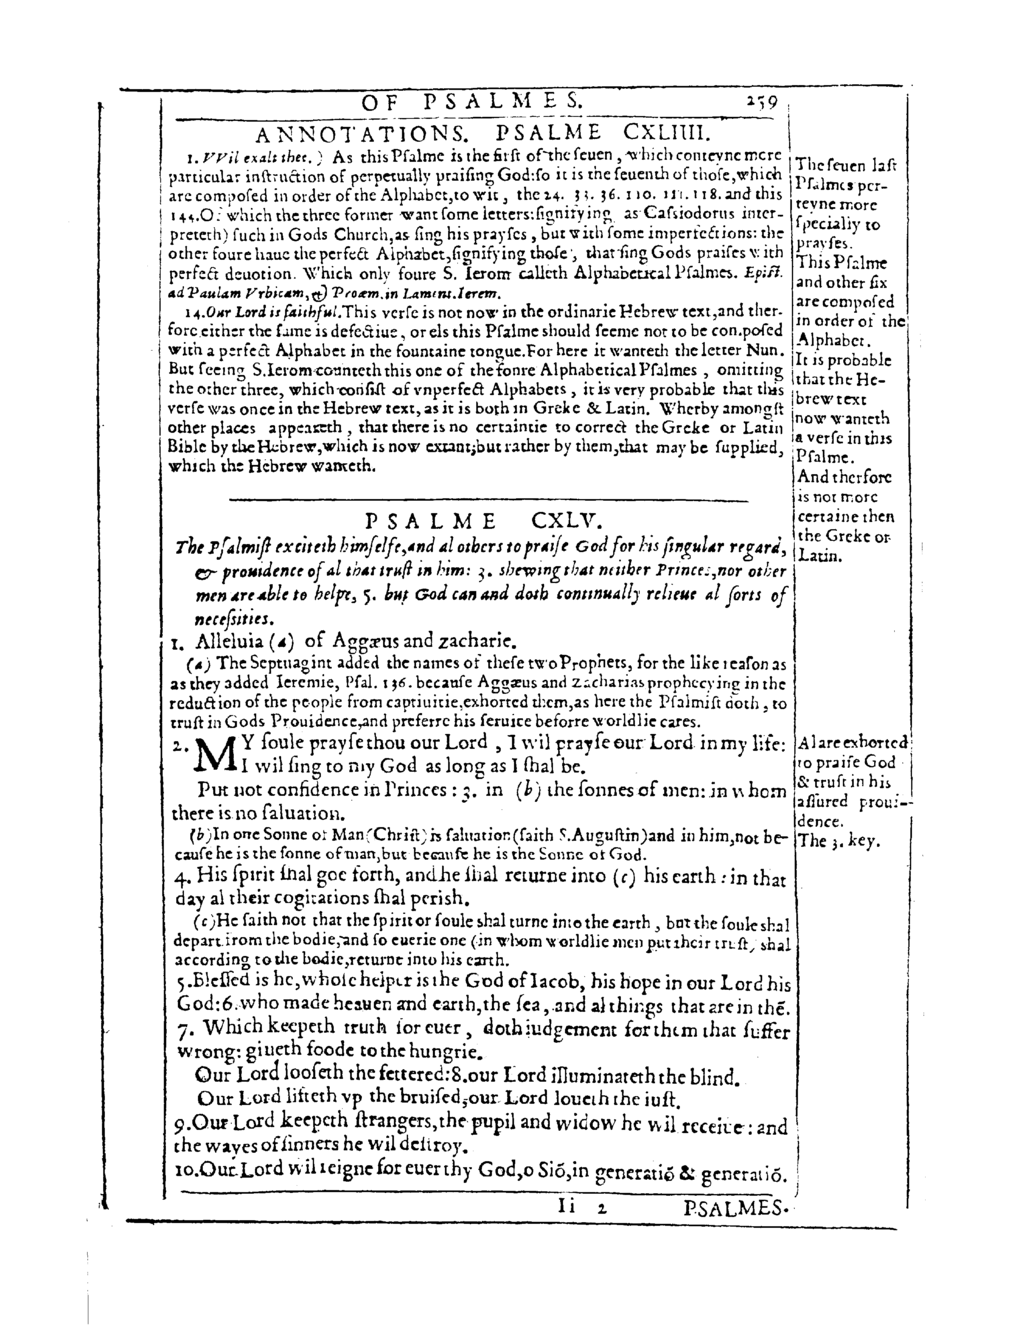 OF PSALMES. 259
ANNOTATIONS. PSALME CXLIIII.
1. VVil exalt thee.) As this Psalme is the first of the seuen, which conteyne mere
particular instruction of perpetually praising God: so it is the seuenth of those, which
are composed in order of the Alphabet, to wit, the 24. 33. 36. 110. 111. 118. and this
144. Of which the three former want some letters: signifying as Cassiodorus inter-
preteth) such in Gods Church, as sing his prayses, but with some imperfections: the
other foure haue the perfect Alphabet, signifying those, that sing Gods praises with
perfect deuotion. Which only foure S. Ierom calleth Alphabetical Psalmes. Epist.
ad Paulam Vrbicam, & Proæm. in Lament. Ierem.
14. Our Lord is faithful. This verse is not now in the ordinarie Hebrew text, and ther-
fore either the same is defectiue, or els this Psalme should seeme not to be composed
with a perfect Alphabet in the fountaine tongue. For here it wanteth the letter Nun.
But seeing S. Ierom counteth this one of the fonre Alphabetical Psalmes, omitting
the other three, which consist of vnperfect Alphabets, it is very probable that this
verse was once in the Hebrew text, as it is both in Greke & Latin. Wherby amongst
other places appeareth, that there is no certaintie to correct the Greke or Latin
Bible by the Hebrew, which is now extant; but rather by them, that may be supplied,
which the Hebrew wanteth.
The seuen last
Psalmes per-
teyne more
specially to
prayses.
This Psalme
and other six
are composed
in order of the
Alphabet.
It is probable
that the He-
brew text
now wanteth
a verse in this
Psalme.
And therfore
is not more
certaine then
the Greke or
Latin.
PSALME CXLV.
The Psalmist exciteth himselfe, and al others to praise God for his singular regard,
& prouidence of al that trust in him: 3. shewing that neither Princes, nor other
men are able to helpe, 5. but God can and doth continually relieue al sorts of
necessities.
1. Alleluia (a) of Aggæus and zacharie.
(a) The Septuagint added the names of these two Prophets, for the like reason as
as they added Ieremie, Psal. 136. because Aggæus and Zacharias prophecying in the
reduction of the people from captiuitie, exhorted them, as here the Psalmist doth, to
trust in Gods Prouidence, and preferre his seruice beforre worldlie cares.
2. MY soule prayse thou our Lord, I wil prayse our Lord in my life:
I wil sing to my God as long as I shal be.
Put not confidence in Princes: 3. in (b) the sonnes of men: in whom
there is no saluation.
(b) In one Sonne of Man (Christ) is saluation (saith S. Augustin) and in him, not be-
cause he is the sonne of man, but because he is the Sonne of God.
4. His spirit shal goe forth, and he shal returne into (c) his earth: in that
day al their cogitations shal perish.
(c) He saith not that the spirit or soule shal turne into the earth, but the soule shal
depart from the bodie, and so euerie one (in whom worldlie men put their trust, shal
according to the bodie, returne into his earth.
5. Blessed is he, whose helper is the God of Iacob, his hope in our Lord his
God: 6. who made heauen and earth, the sea, and al things that are in thē.
7. Which keepeth truth for euer, doth iudgement for them that suffer
wrong: giueth foode to the hungrie.
Our Lord looseth the fettered: 8. our Lord illuminateth the blind.
Our Lord lifteth vp the bruised, our Lord loueth the iust.
9. Our Lord keepeth strangers, the pupil and widow he wil receiue: and
the wayes of sinners he wil destroy.
10. Our Lord wil reigne for euer thy God, o Siō, in generatiō & generatiō.
Al are exhorted
to praise God
& trust in his
assured proui-
dence.
The 3. key.
Ii 2 PSALMES.